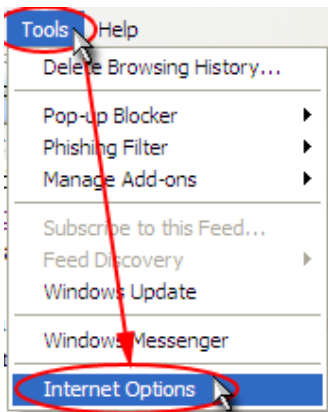 Tools Help
Delete Browsing History...
Pop-up Blocker
Phishing Filter
Manage Add-ons
Subscribe to this Feed...
Feed Discovery
Windows Update
Windows Messenger
Internet Options